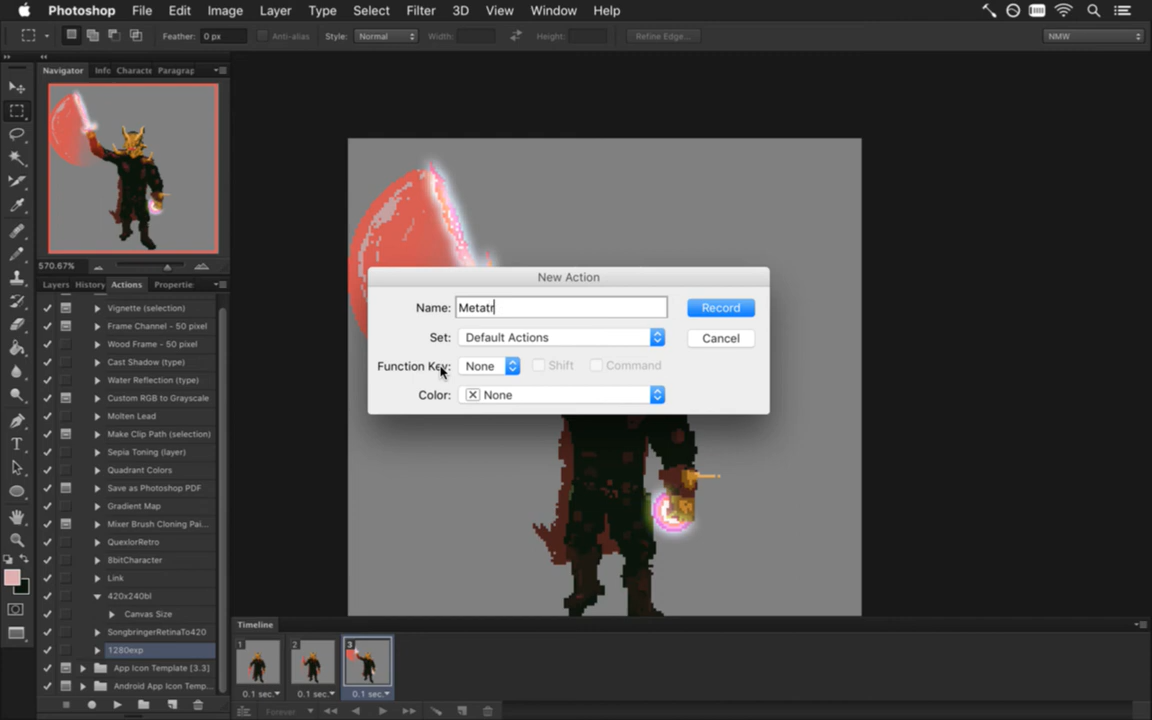 Photoshop File Edit Image Layer Type Select Filter 3D View Window Help
Feather: 0 px Anti-alias Style: Normal Width: Height: Refine Edge... NMW
Navigator Info Characte Paragrap
570.67%
Layers History Actions Propertie
Vignette (selection)
Frame Channel - 50 pixel
Wood Frame - 50 pixel
Cast Shadow (type)
Water Reflection (type)
Custom RGB to Grayscale
Molten Lead
Make Clip Path (selection)
Sepia Toning (layer)
Quadrant Colors
Save as Photoshop PDF
Gradient Map
Mixer Brush Cloning Pai...
QuexlorRetro
8bitCharacter
Link
420x240bl
Canvas Size
SongbringerRetinaTo420
1280exp
App Icon Template [3.3]
Android App Icon Temp...
New Action
Name: Metatr
Record
Set: Default Actions
Cancel
Function Key: None Shift Command
Color: None
Timeline
1 2 3
0.1 sec. 0.1 sec. 0.1 sec.
Forever